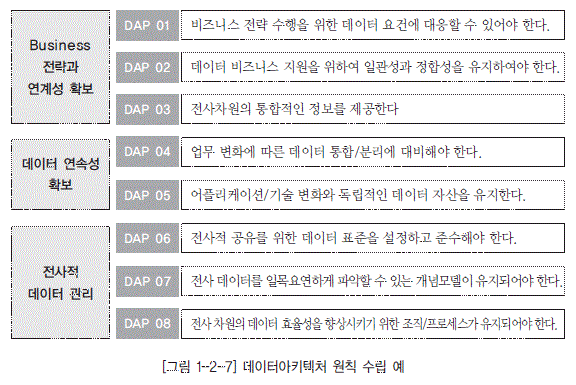 Business
전략과
연계성 확보
DAP 01 비즈니스 전략 수행을 위한 데이터 요건에 대응할 수 있어야 한다.
DAP 02 데이터 비즈니스 지원을 위하여 일관성과 정합성을 유지하여야 한다.
DAP 03 전사차원의 통합적인 정보를 제공한다
데이터 연속성
확보
DAP 04 업무 변화에 따른 데이터 통합/분리에 대비해야 한다.
DAP 05 어플리케이션/기술 변화와 독립적인 데이터 자산을 유지한다.
전사적
데이터 관리
DAP 06 전사적 공유를 위한 데이터 표준을 설정하고 준수해야 한다.
DAP 07 전사 데이터를 일목요연하게 파악할 수 있는 개념모델이 유지되어야 한다.
DAP 08 전사 차원의 데이터 효율성을 향상시키기 위한 조직/프로세스가 유지되어야 한다.
[그림 1-2-7] 데이터아키텍처 원칙 수립 예